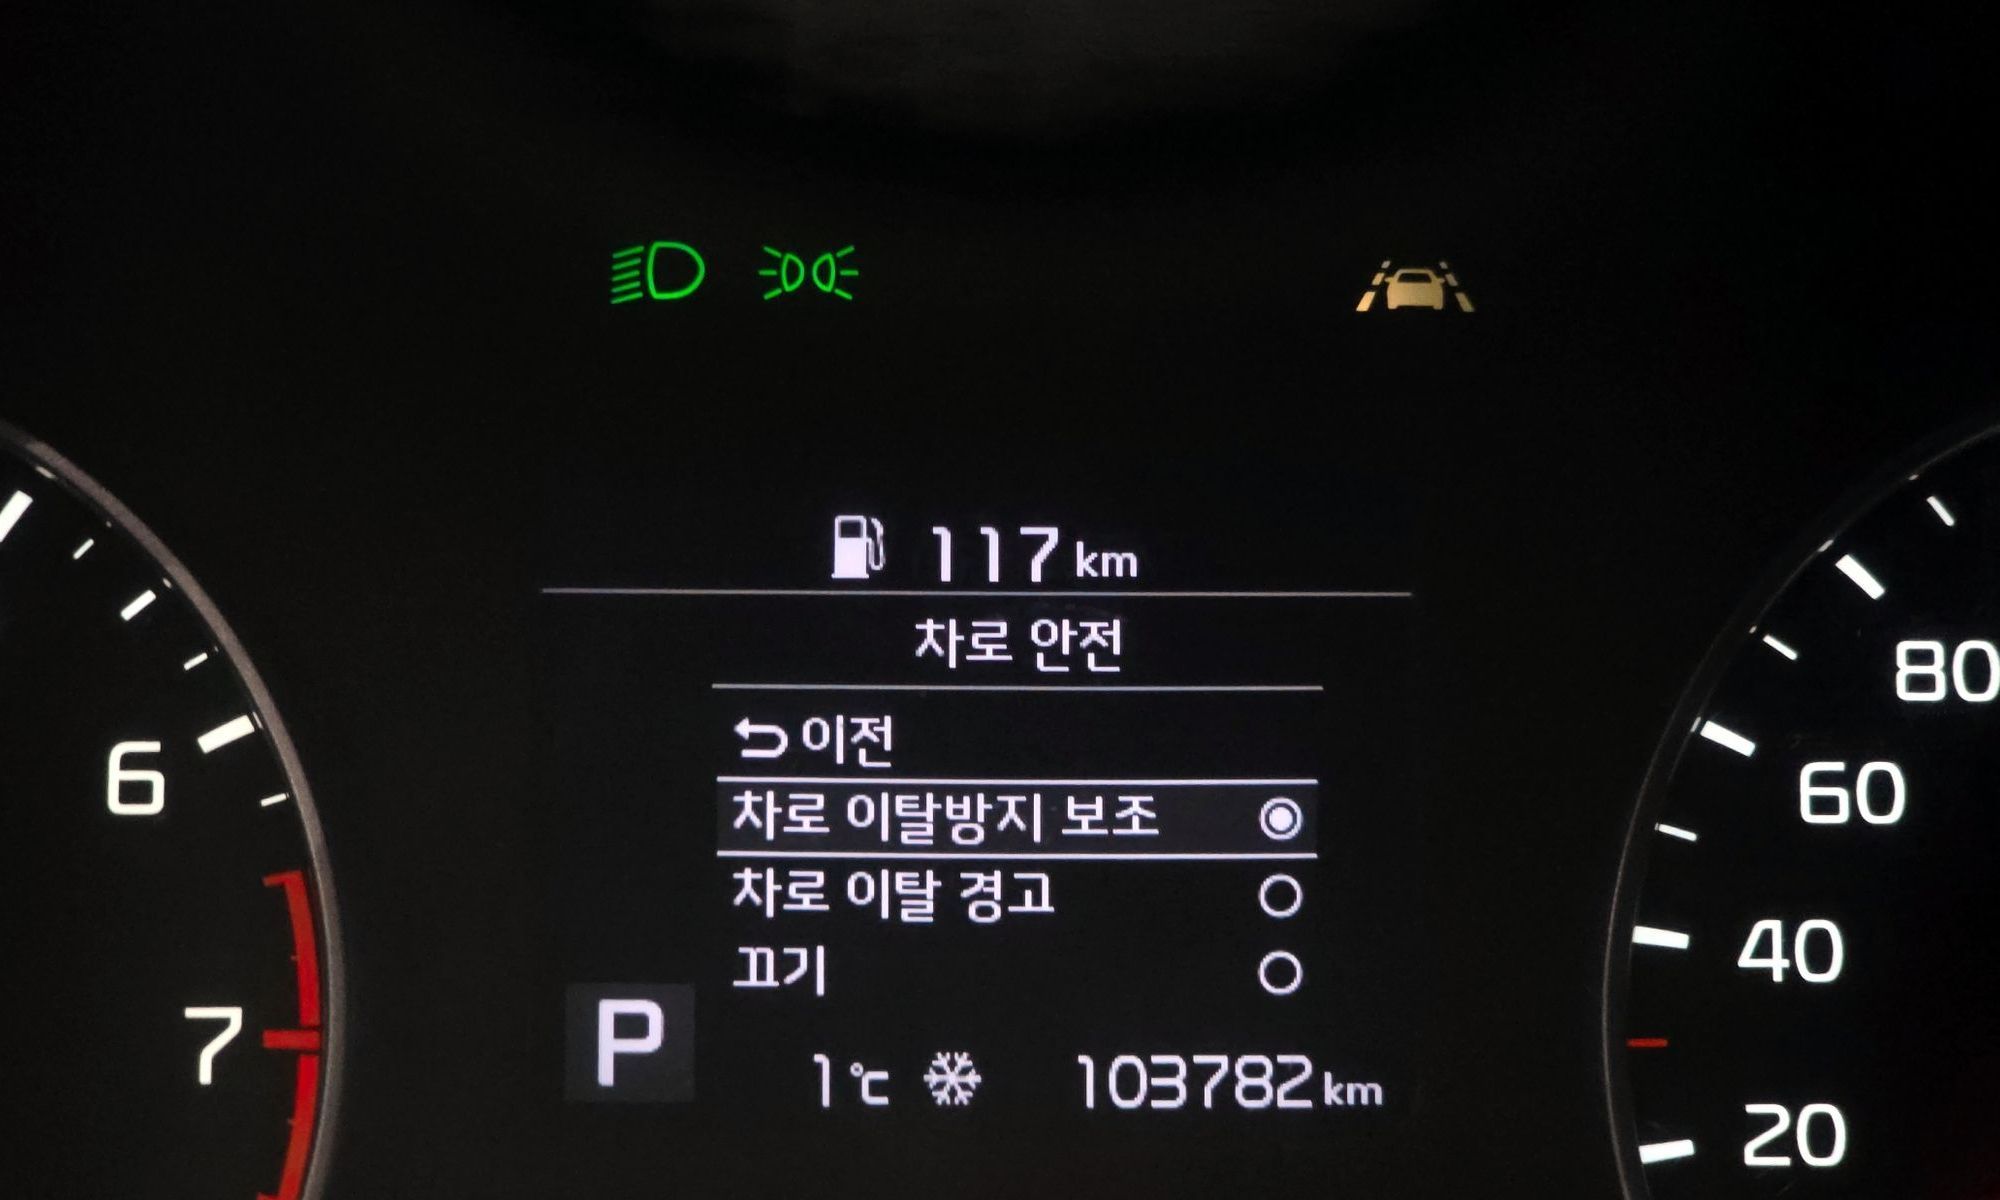 117 km
차로 안전
이전
차로 이탈방지 보조
차로 이탈 경고
끄기
P
1℃ 103782 km
6
7
80
60
40
20